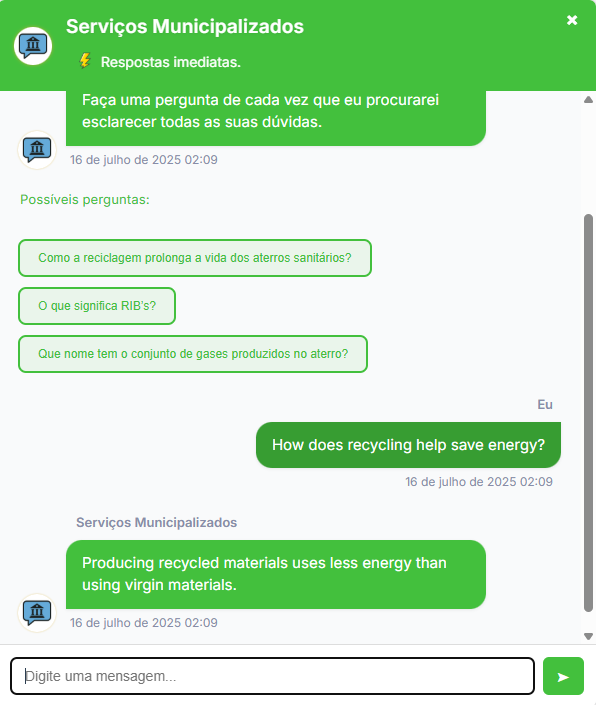 Serviços Municipalizados
Respostas imediatas.
Faça uma pergunta de cada vez que eu procurarei
esclarecer todas as suas dúvidas.
16 de julho de 2025 02:09
Possíveis perguntas:
Como a reciclagem prolonga a vida dos aterros sanitários?
O que significa RIB's?
Que nome tem o conjunto de gases produzidos no aterro?
Eu
How does recycling help save energy?
16 de julho de 2025 02:09
Serviços Municipalizados
Producing recycled materials uses less energy than
using virgin materials.
16 de julho de 2025 02:09
Digite uma mensagem...